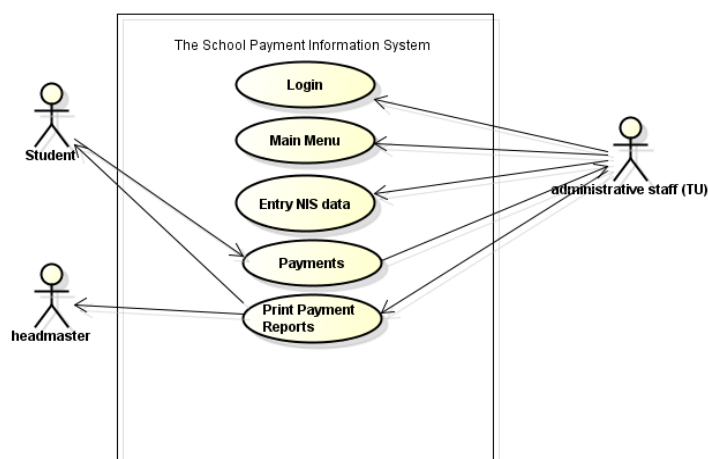 The School Payment Information System
Login
Main Menu
Student
administrative staff (TU)
Entry NIS data
Payments
Print Payment
Reports
headmaster